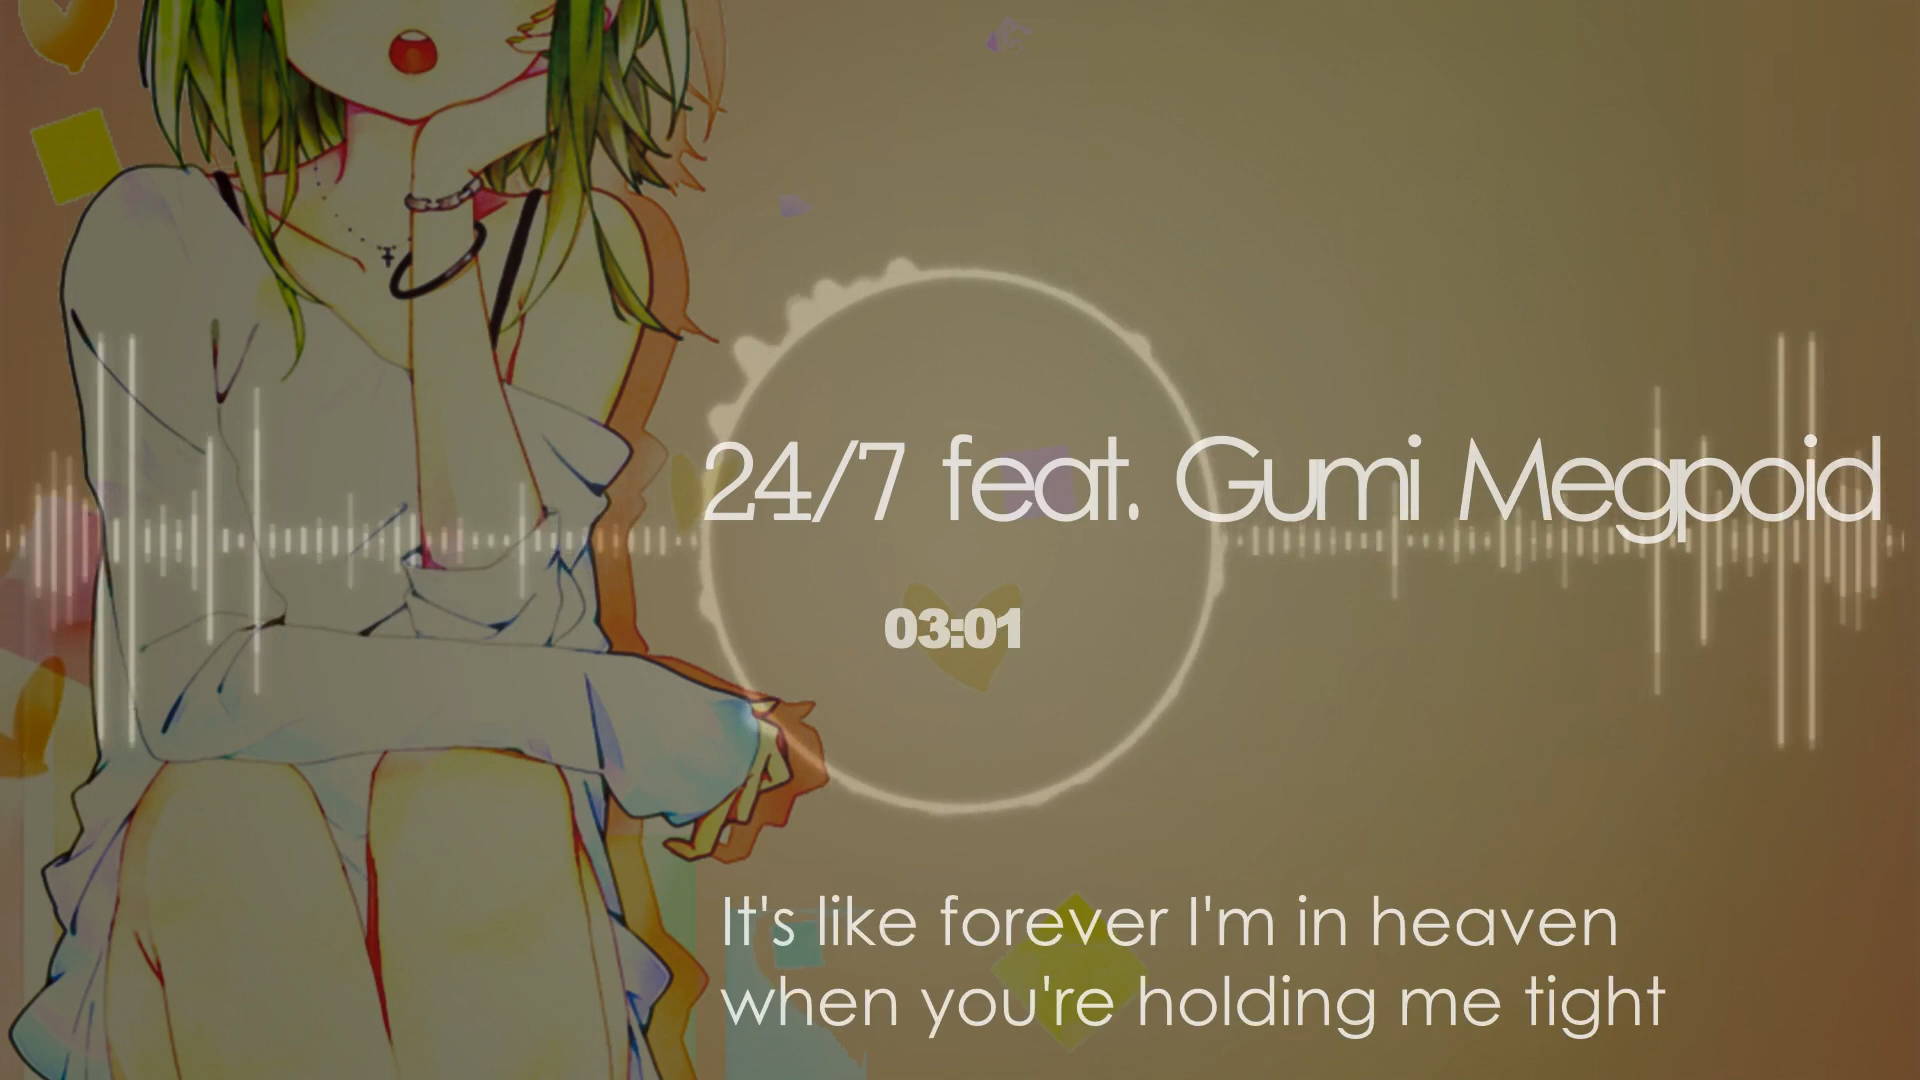 24/7 feat. Gumi Megpoid
03:01
It's like forever I'm in heaven
when you're holding me tight